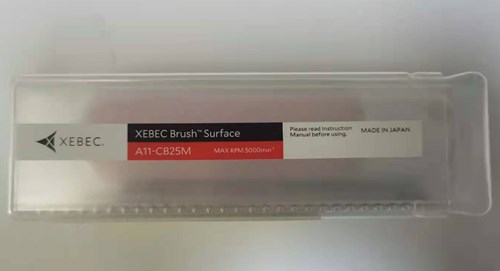 XEBEC.
XEBEC Brush™ Surface
A11-CB25M MAX RPM.5000min⁻¹
Please read Instruction
Manual before using.
MADE IN JAPAN